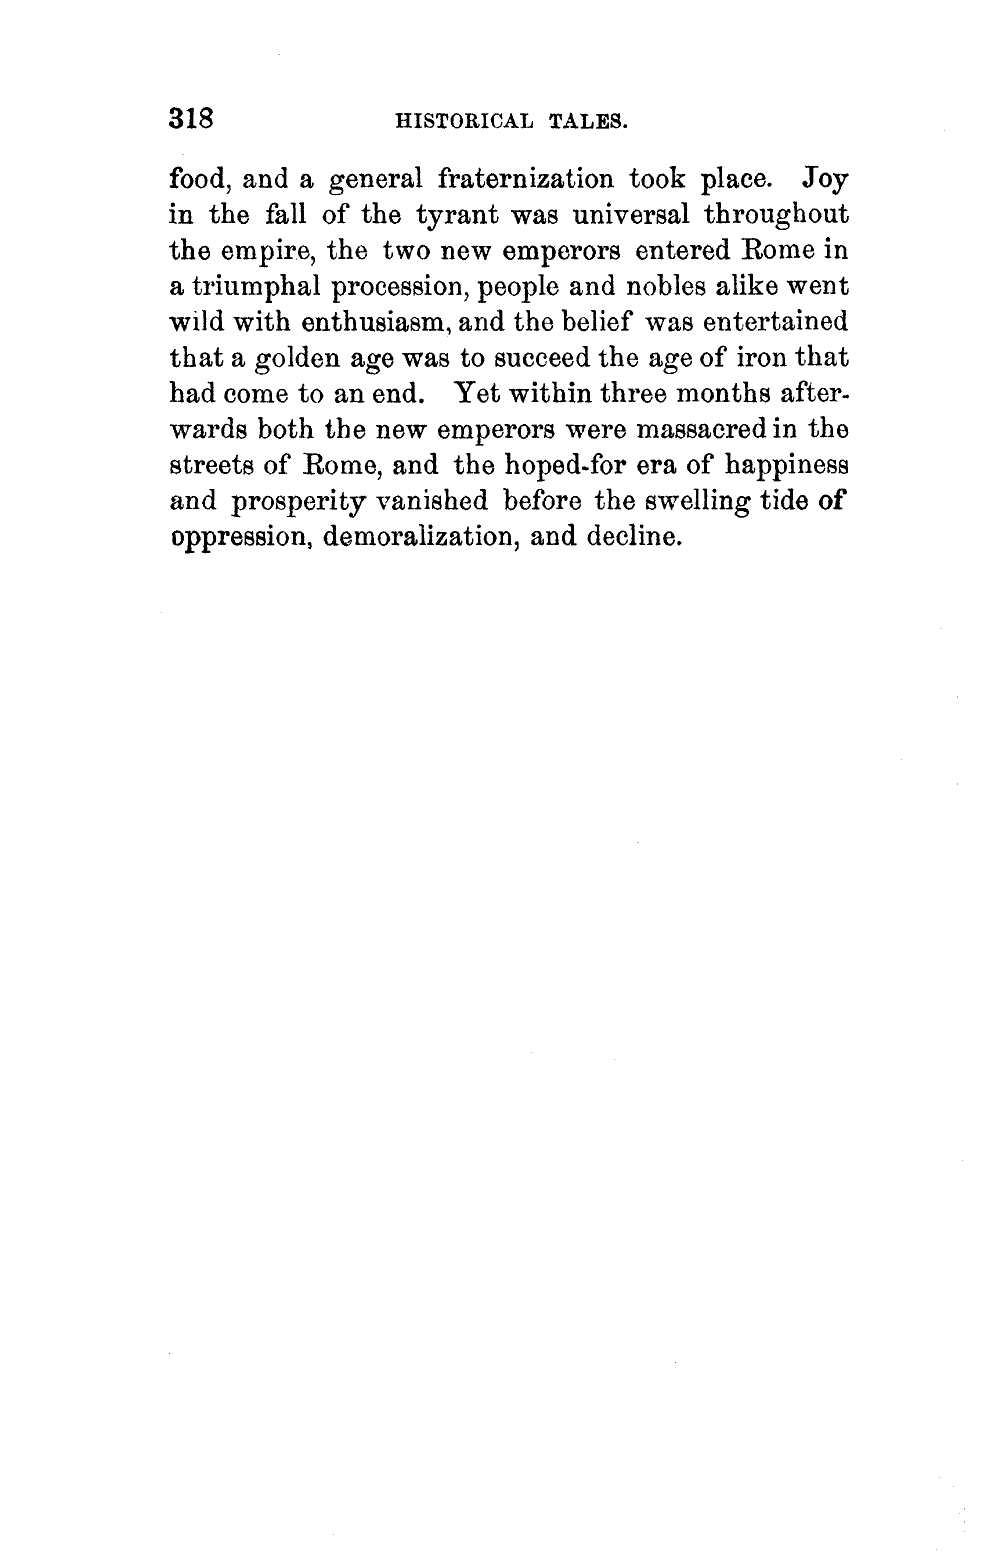 318 HISTORICAL TALES.
food, and a general fraternization took place. Joy
in the fall of the tyrant was universal throughout
the empire, the two new emperors entered Rome in
a triumphal procession, people and nobles alike went
wild with enthusiasm, and the belief was entertained
that a golden age was to succeed the age of iron that
had come to an end. Yet within three months after-
wards both the new emperors were massacred in the
streets of Rome, and the hoped-for era of happiness
and prosperity vanished before the swelling tide of
oppression, demoralization, and decline.